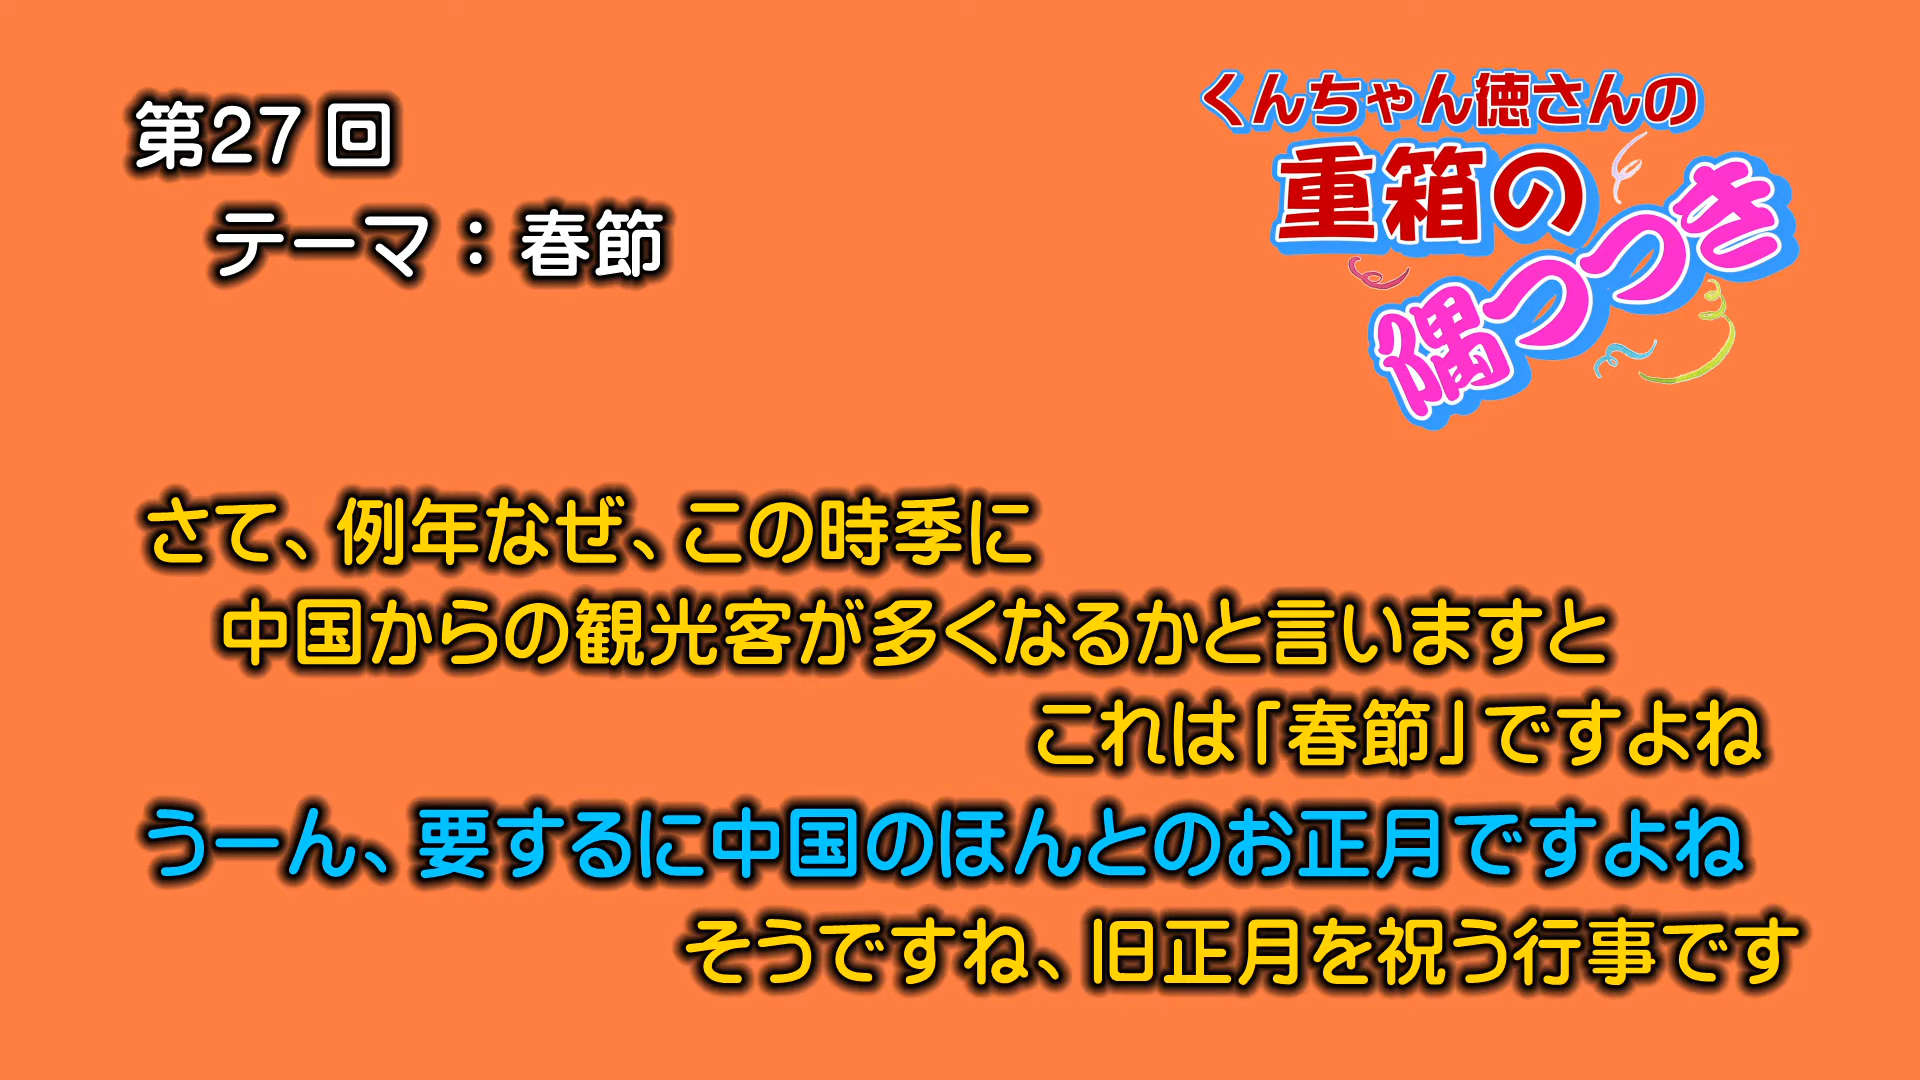 第27回
テーマ：春節
くんちゃん徳さんの
重箱の
隅つつき
さて、例年なぜ、この時季に
中国からの観光客が多くなるかと言いますと
これは「春節」ですよね
うーん、要するに中国のほんとのお正月ですよね
そうですね、旧正月を祝う行事です